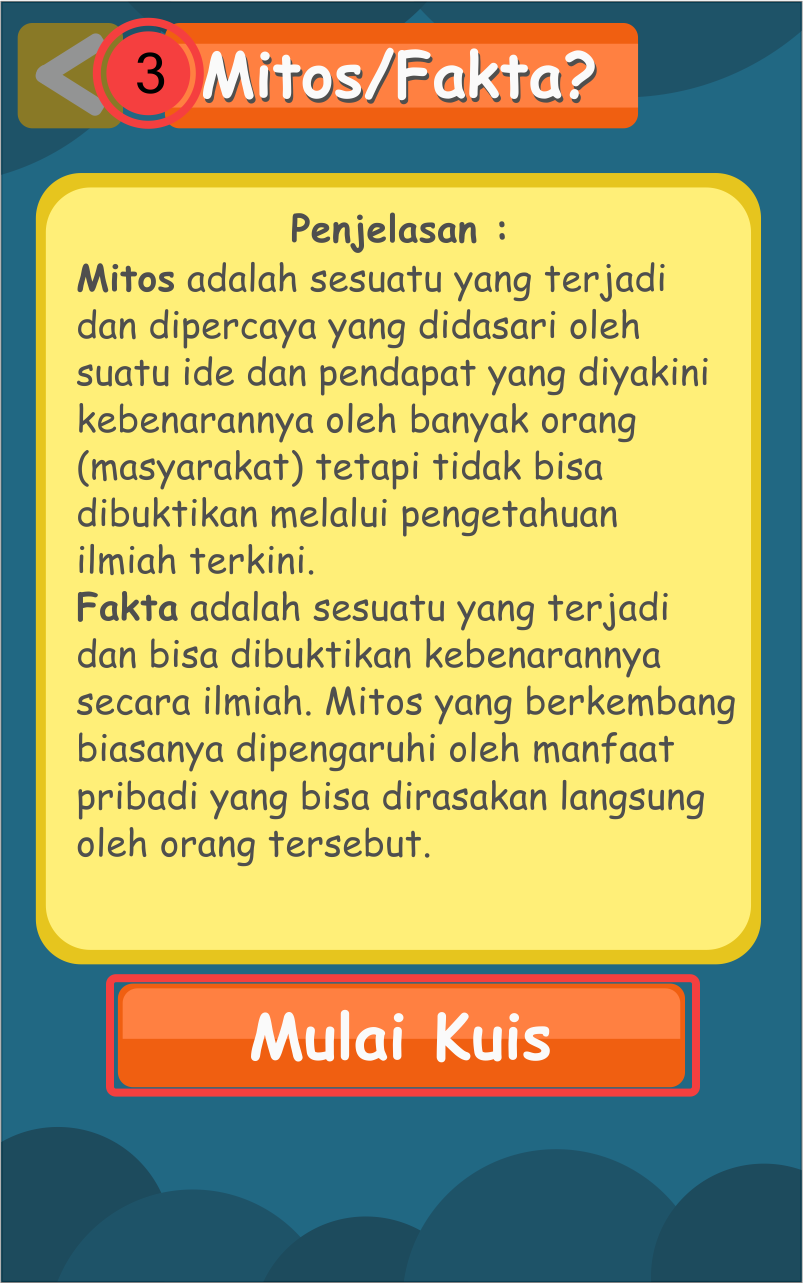 3
Mitos/Fakta?
Penjelasan :
Mitos adalah sesuatu yang terjadi
dan dipercaya yang didasari oleh
suatu ide dan pendapat yang diyakini
kebenarannya oleh banyak orang
(masyarakat) tetapi tidak bisa
dibuktikan melalui pengetahuan
ilmiah terkini.
Fakta adalah sesuatu yang terjadi
dan bisa dibuktikan kebenarannya
secara ilmiah. Mitos yang berkembang
biasanya dipengaruhi oleh manfaat
pribadi yang bisa dirasakan langsung
oleh orang tersebut.
Mulai Kuis